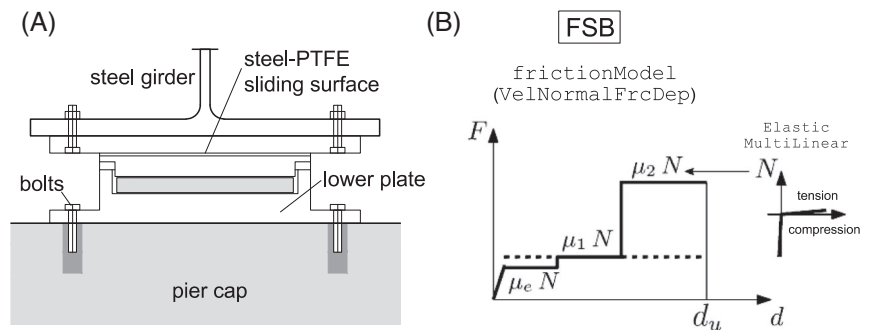 (A)
steel girder
steel-PTFE
sliding surface
bolts
lower plate
pier cap
(B)
FSB
frictionModel
(VelNormalFrcDep)
F
Elastic
MultiLinear
μ₂ N
N
tension
compression
μ₁ N
μₑ N
dᵤ
d